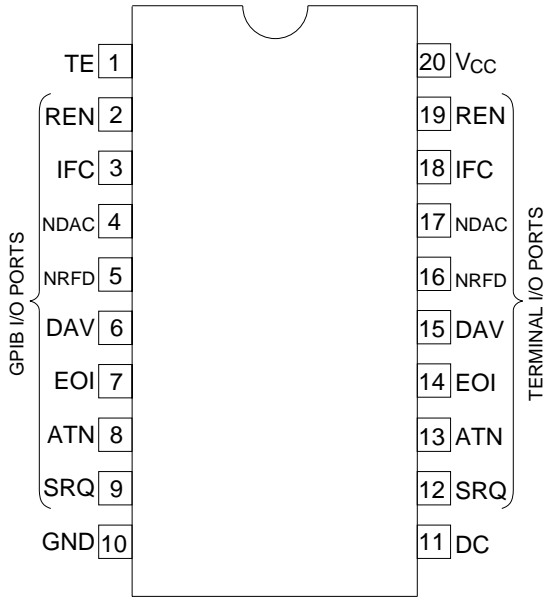 TE 1
REN 2
IFC 3
NDAC 4
NRFD 5
DAV 6
EOI 7
ATN 8
SRQ 9
GND 10
GPIB I/O PORTS
20 VCC
19 REN
18 IFC
17 NDAC
16 NRFD
15 DAV
14 EOI
13 ATN
12 SRQ
11 DC
TERMINAL I/O PORTS